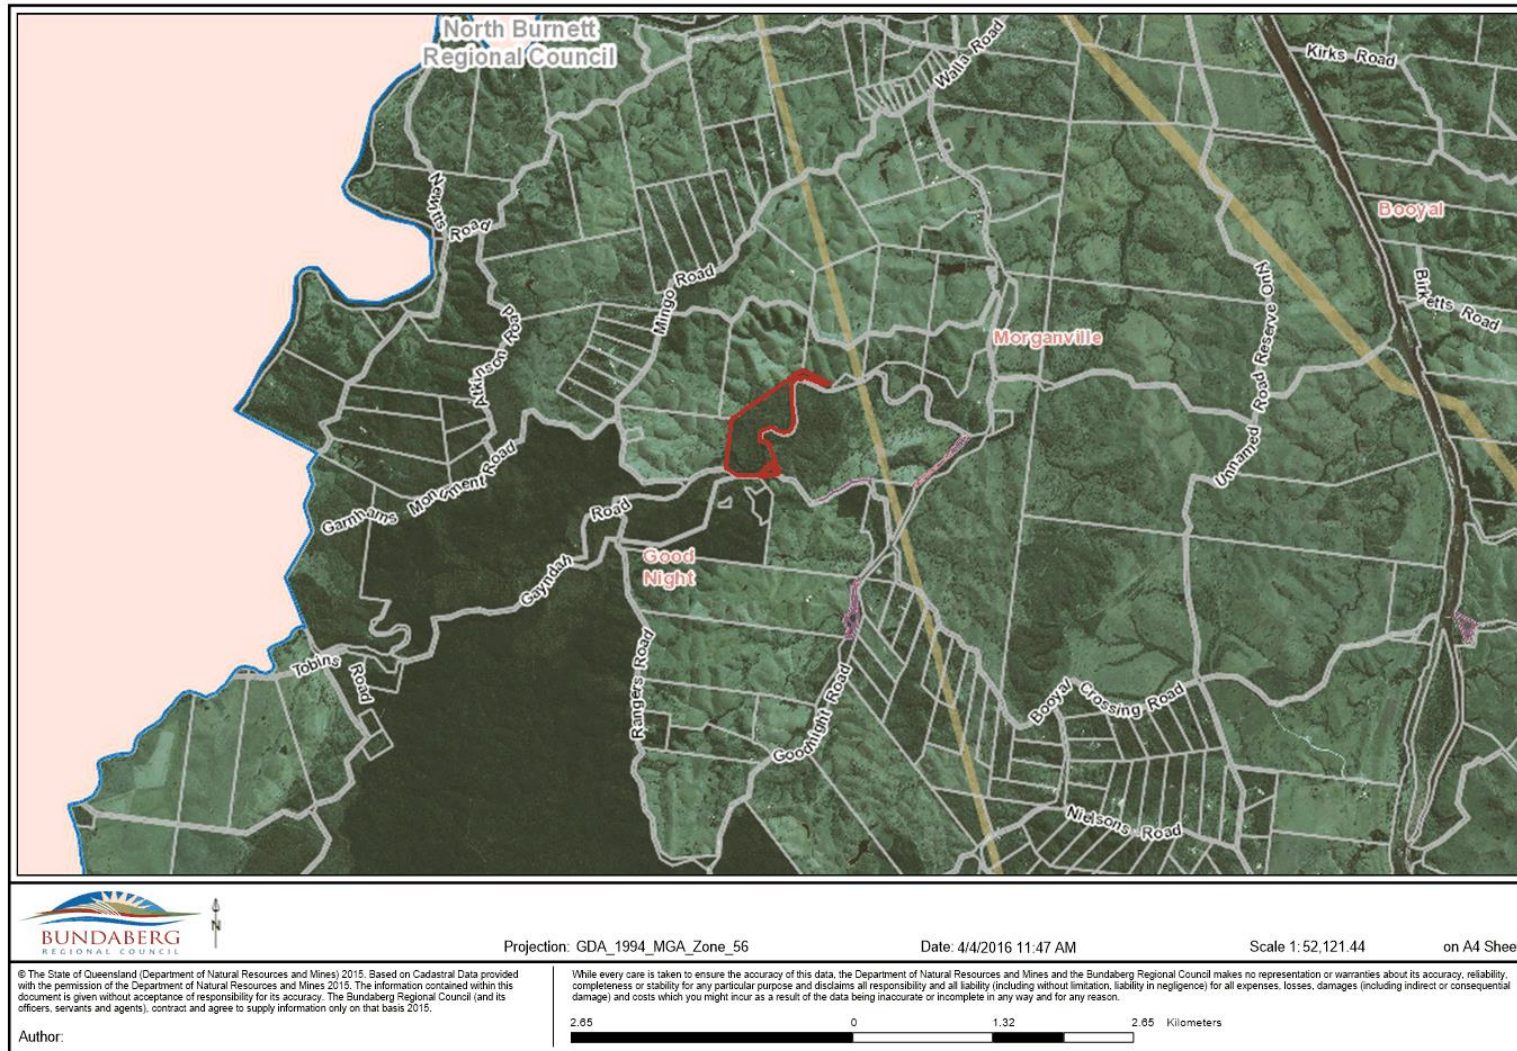 North Burnett
Regional Council
Walla Road
Kirks Road
Newitts Road
Booyal
Mingo Road
Unnamed Road Reserve OnU
Birketts Road
Atkinson Road
Morganville
Garnhams Monument Road
Gayndah Road
Good
Night
Tobins Road
Rangers Road
Goodnight Road
Booyal Crossing Road
Nielsons Road
BUNDABERG
REGIONAL COUNCIL
N
Projection: GDA_1994_MGA_Zone_56
Date: 4/4/2016 11:47 AM
Scale 1:52,121.44
on A4 Sheet
© The State of Queensland (Department of Natural Resources and Mines) 2015. Based on Cadastral Data provided
with the permission of the Department of Natural Resources and Mines 2015. The information contained within this
document is given without acceptance of responsibility for its accuracy. The Bundaberg Regional Council (and its
officers, servants and agents), contract and agree to supply information only on that basis 2015.
Author:
While every care is taken to ensure the accuracy of this data, the Department of Natural Resources and Mines and the Bundaberg Regional Council makes no representation or warranties about its accuracy, reliability,
completeness or stability for any particular purpose and disclaims all responsibility and all liability (including without limitation, liability in negligence) for all expenses, losses, damages (including indirect or consequential
damage) and costs which you might incur as a result of the data being inaccurate or incomplete in any way and for any reason.
2.65 0 1.32 2.65 Kilometers